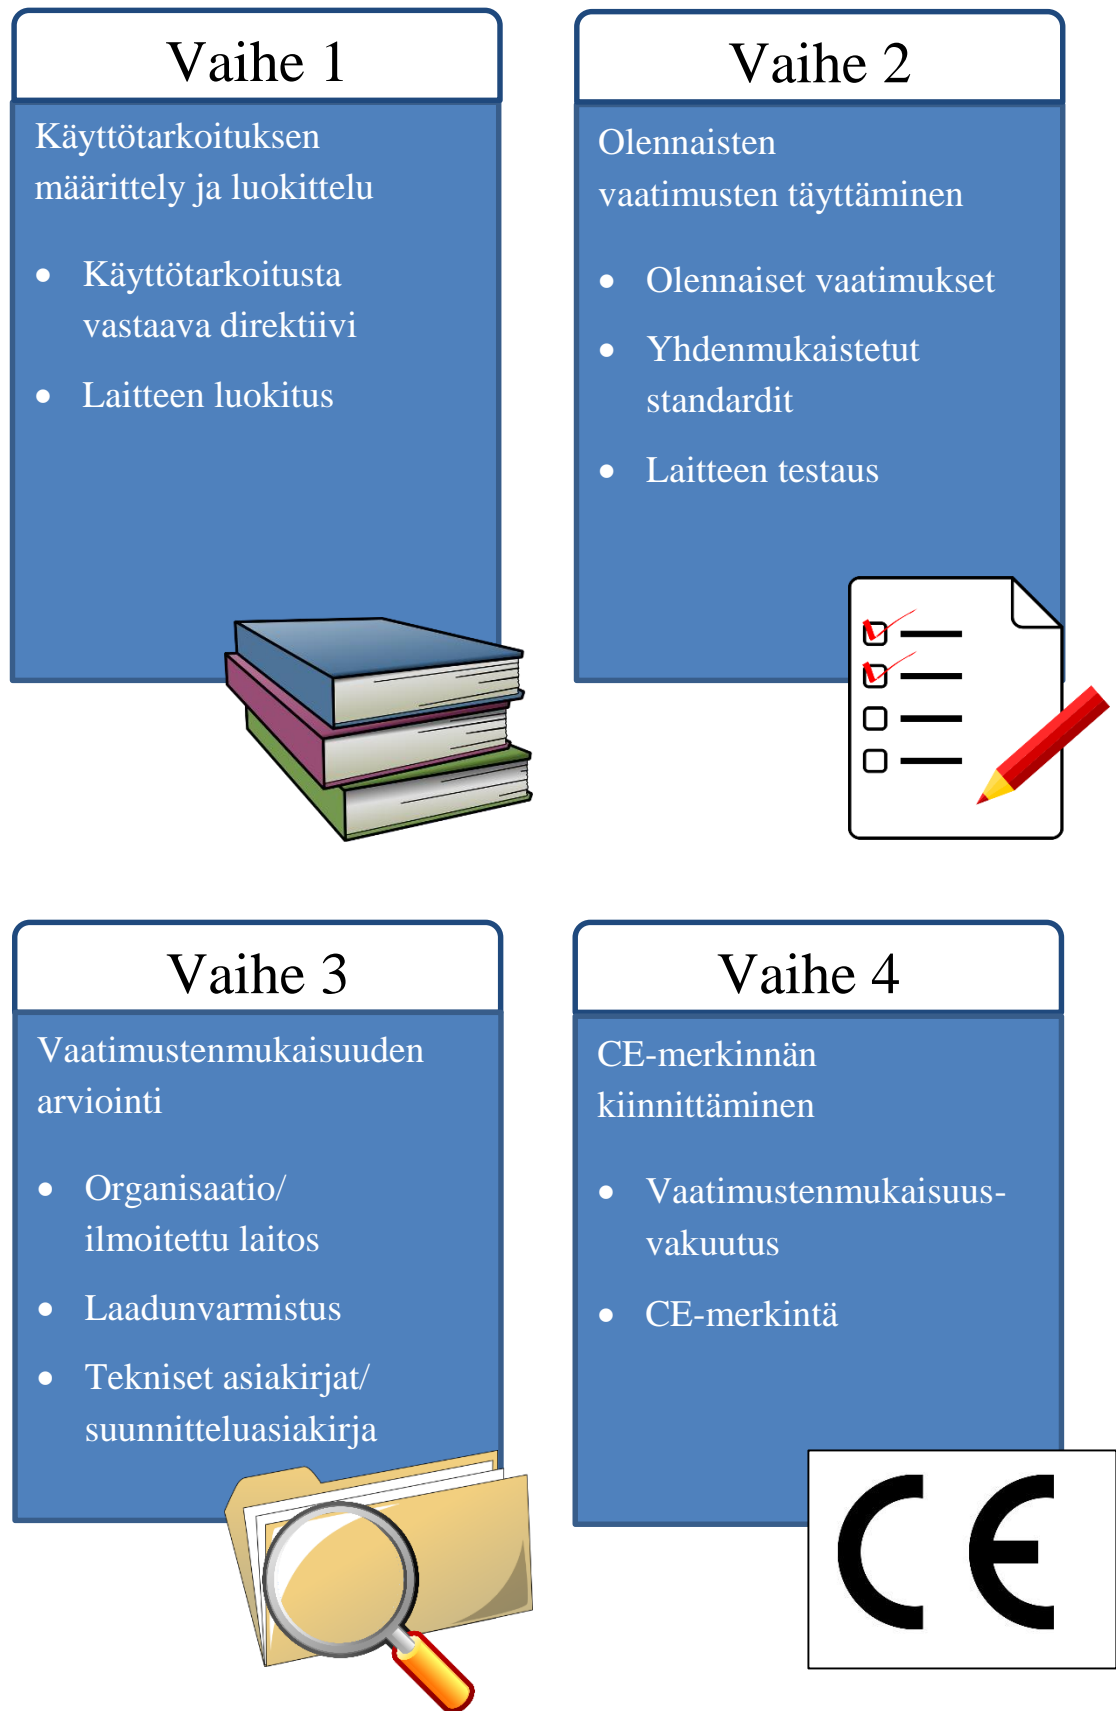 Vaihe 1
Käyttötarkoituksen
määrittely ja luokittelu
• Käyttötarkoitusta
vastaava direktiivi
• Laitteen luokitus
Vaihe 2
Olennaisten
vaatimusten täyttäminen
• Olennaiset vaatimukset
• Yhdenmukaistetut
standardit
• Laitteen testaus
Vaihe 3
Vaatimustenmukaisuuden
arviointi
• Organisaatio/
ilmoitettu laitos
• Laadunvarmistus
• Tekniset asiakirjat/
suunnitteluasiakirja
Vaihe 4
CE-merkinnän
kiinnittäminen
• Vaatimustenmukaisuus-
vakuutus
• CE-merkintä
CE